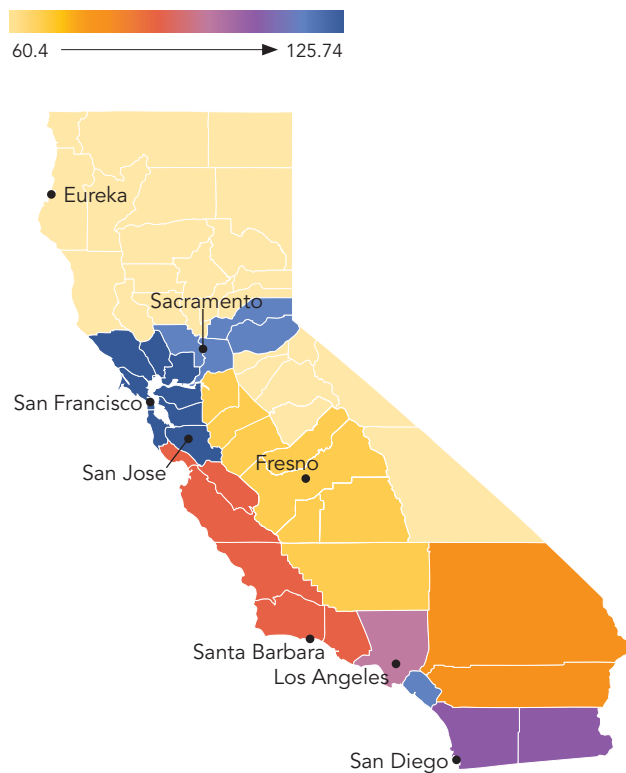 60.4 125.74
Eureka
Sacramento
San Francisco
San Jose
Fresno
Santa Barbara
Los Angeles
San Diego